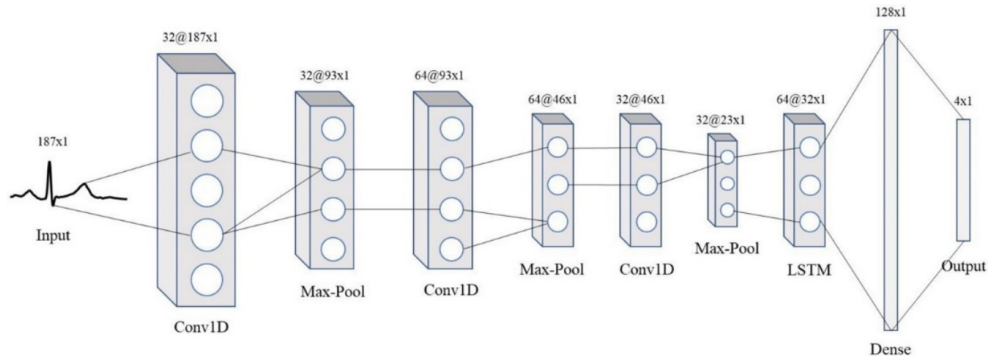 187x1
Input
32@187x1
Conv1D
32@93x1
Max-Pool
64@93x1
Conv1D
64@46x1
Max-Pool
32@46x1
Conv1D
32@23x1
Max-Pool
64@32x1
LSTM
128x1
Dense
4x1
Output